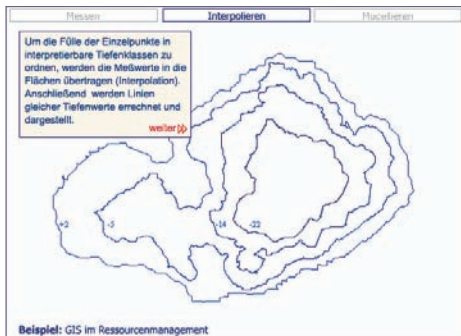 Messen
Interpolieren
Modellieren
Um die Fülle der Einzelpunkte in
interpretierbare Tiefenklassen zu
ordnen, werden die Meßwerte in die
Flächen übertragen (Interpolation).
Anschließend werden Linien
gleicher Tiefenwerte errechnet und
dargestellt.
weiter
+2
-5
-14
-22
Beispiel: GIS im Ressourcenmanagement